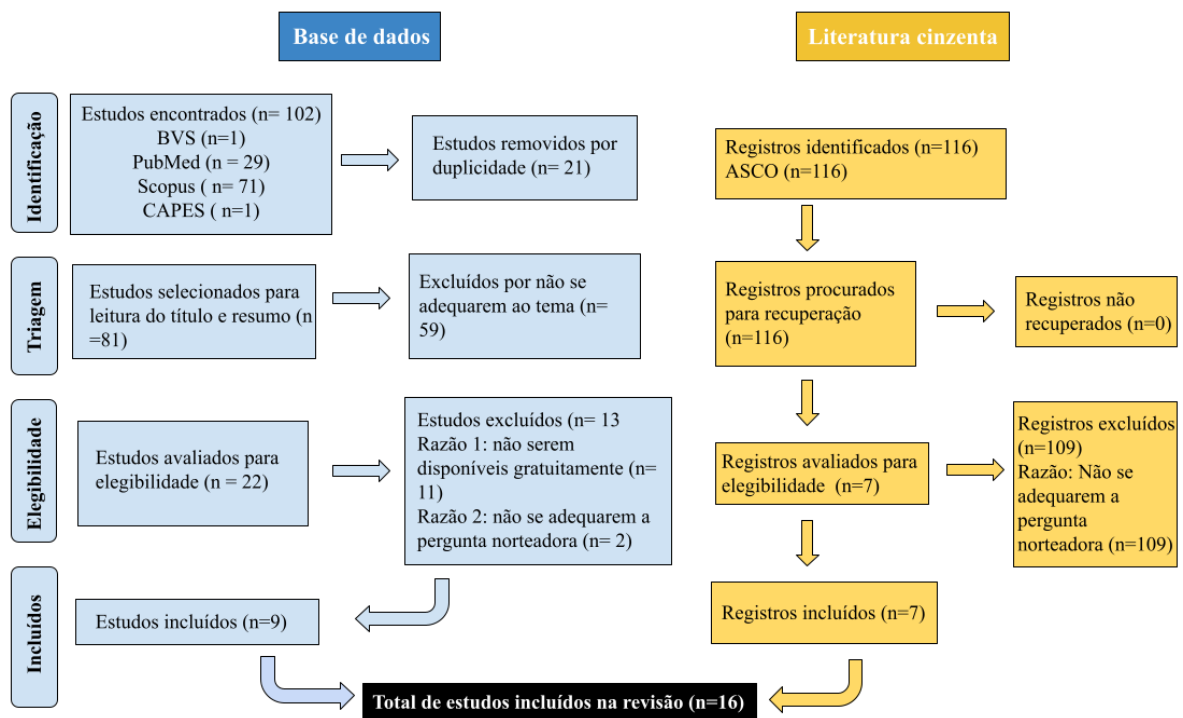 Base de dados
Literatura cinzenta
Identificação
Estudos encontrados (n= 102)
BVS (n=1)
PubMed (n = 29)
Scopus ( n= 71)
CAPES ( n=1)
Estudos removidos por
duplicidade (n= 21)
Registros identificados (n=116)
ASCO (n=116)
Triagem
Estudos selecionados para
leitura do título e resumo (n
=81)
Excluídos por não se
adequarem ao tema (n=
59)
Registros procurados
para recuperação
(n=116)
Registros não
recuperados (n=0)
Elegibilidade
Estudos avaliados para
elegibilidade (n = 22)
Estudos excluídos (n= 13
Razão 1: não serem
disponíveis gratuitamente (n=
11)
Razão 2: não se adequarem a
pergunta norteadora (n= 2)
Registros avaliados para
elegibilidade (n=7)
Registros excluídos
(n=109)
Razão: Não se
adequarem a
pergunta
norteadora (n=109)
Incluídos
Estudos incluídos (n=9)
Registros incluídos (n=7)
Total de estudos incluídos na revisão (n=16)